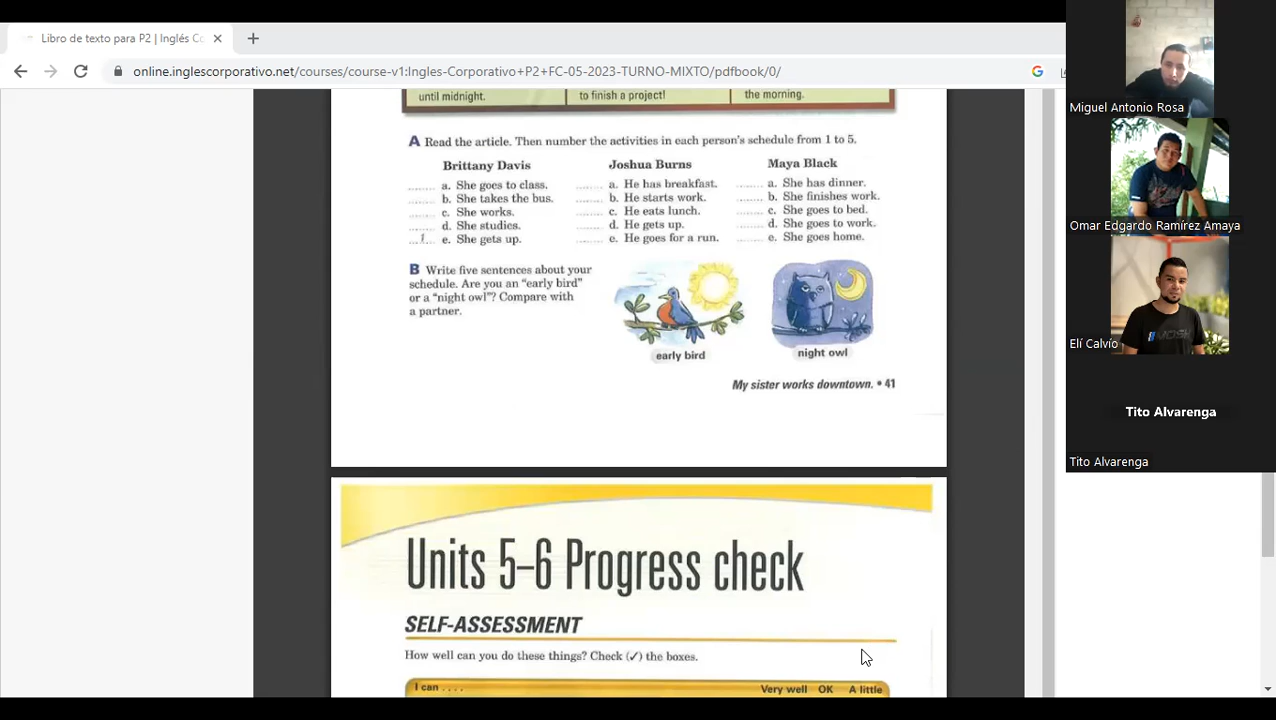 Libro de texto para P2 | Inglés Co
online.inglescorporativo.net/courses/course-v1:Ingles-Corporativo+P2+FC-05-2023-TURNO-MIXTO/pdfbook/0/
until midnight.
to finish a project!
the morning.
A Read the article. Then number the activities in each person's schedule from 1 to 5.
Brittany Davis
a. She goes to class.
b. She takes the bus.
c. She works.
d. She studies.
1 e. She gets up.
Joshua Burns
a. He has breakfast.
b. He starts work.
c. He eats lunch.
d. He gets up.
e. He goes for a run.
Maya Black
a. She has dinner.
b. She finishes work.
c. She goes to bed.
d. She goes to work.
e. She goes home.
B Write five sentences about your
schedule. Are you an "early bird"
or a "night owl"? Compare with
a partner.
early bird
night owl
My sister works downtown. • 41
Units 5–6 Progress check
SELF-ASSESSMENT
How well can you do these things? Check (✓) the boxes.
I can . . . .
Very well OK A little
Miguel Antonio Rosa
Omar Edgardo Ramírez Amaya
Elí Calvío
Tito Alvarenga
Tito Alvarenga